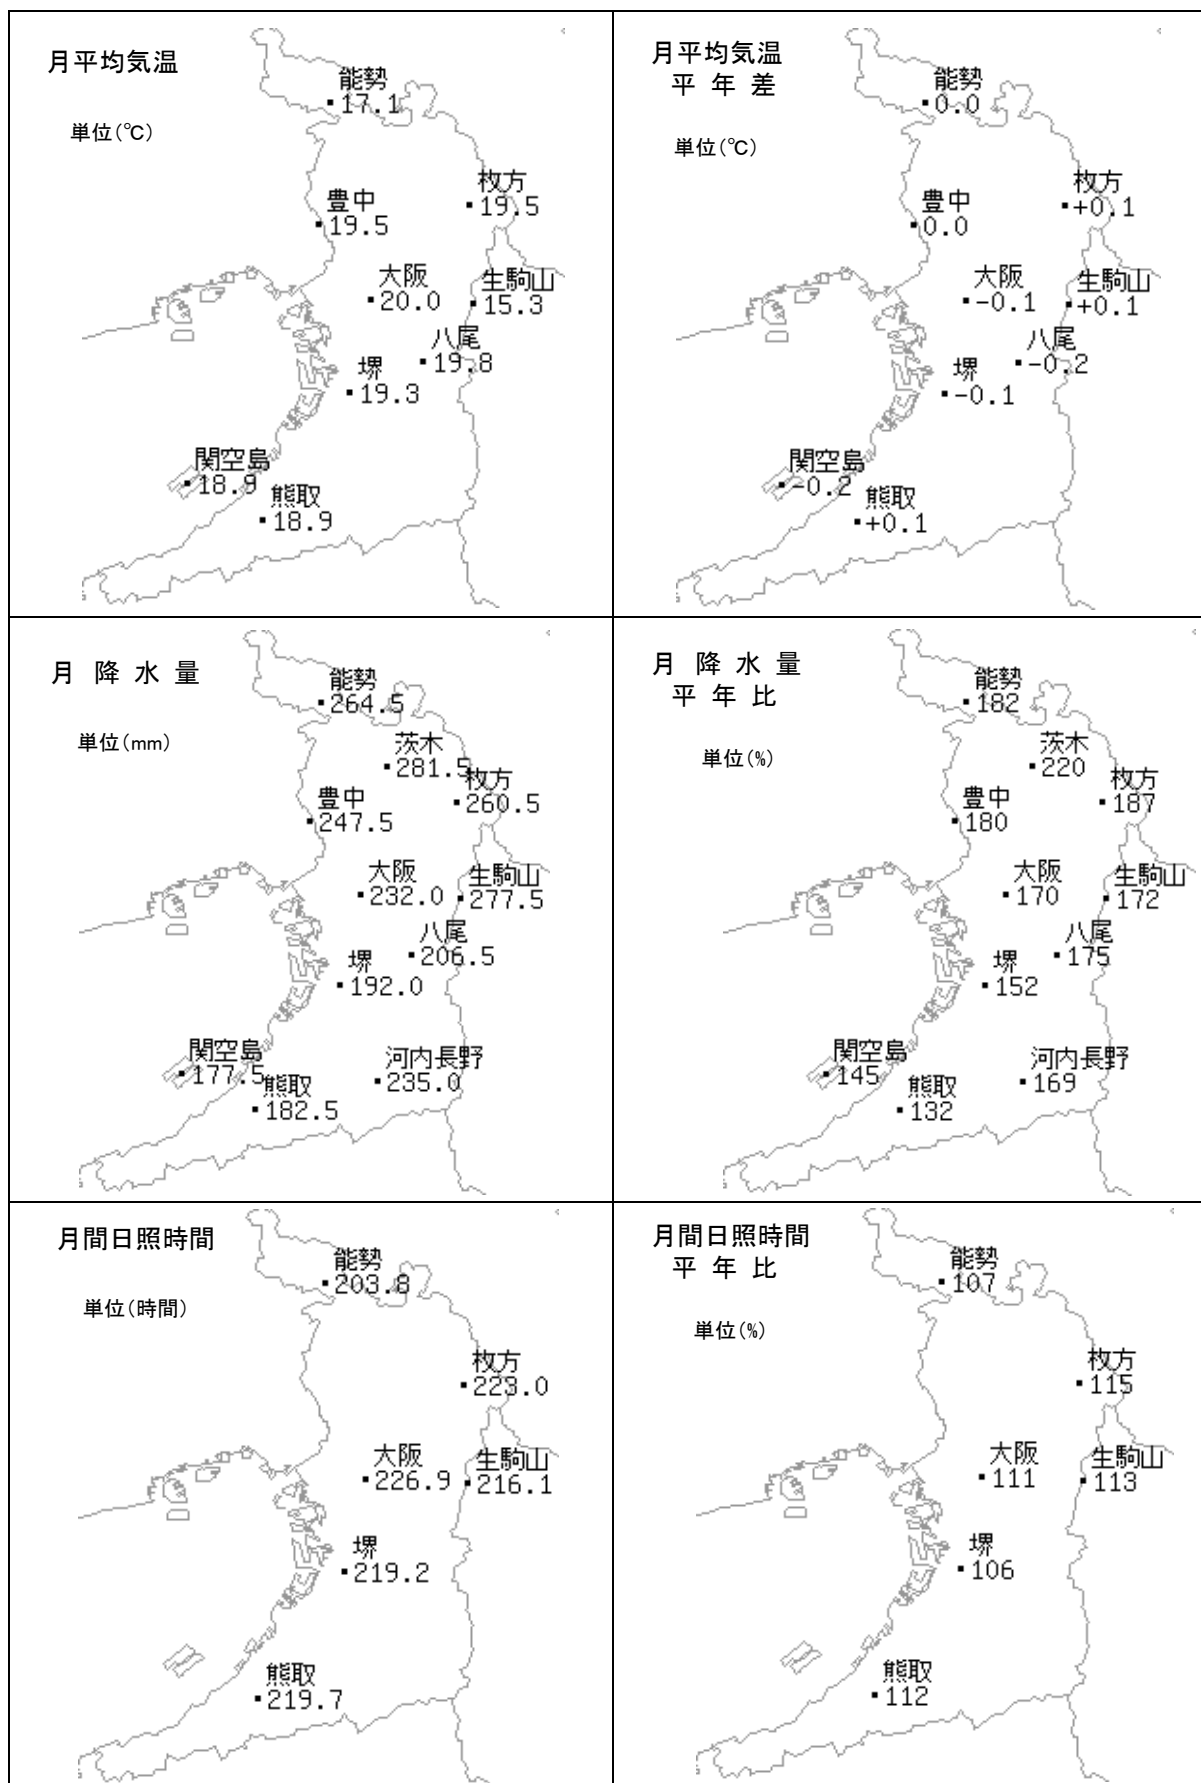 月平均気温
単位(℃)
能勢
17.1
枚方
19.5
豊中
19.5
大阪
20.0
生駒山
15.3
八尾
19.8
堺
19.3
関空島
18.9
熊取
18.9
月平均気温
平年差
単位(℃)
能勢
0.0
枚方
+0.1
豊中
0.0
大阪
-0.1
生駒山
+0.1
八尾
-0.2
堺
-0.1
関空島
-0.2
熊取
+0.1
月降水量
単位(mm)
能勢
264.5
茨木
281.5
枚方
260.5
豊中
247.5
大阪
232.0
生駒山
277.5
八尾
206.5
堺
192.0
関空島
177.5
河内長野
235.0
熊取
182.5
月降水量
平年比
単位(%)
能勢
182
茨木
220
枚方
187
豊中
180
大阪
170
生駒山
172
八尾
175
堺
152
関空島
145
河内長野
169
熊取
132
月間日照時間
単位(時間)
能勢
203.8
枚方
223.0
大阪
226.9
生駒山
216.1
堺
219.2
熊取
219.7
月間日照時間
平年比
単位(%)
能勢
107
枚方
115
大阪
111
生駒山
113
堺
106
熊取
112